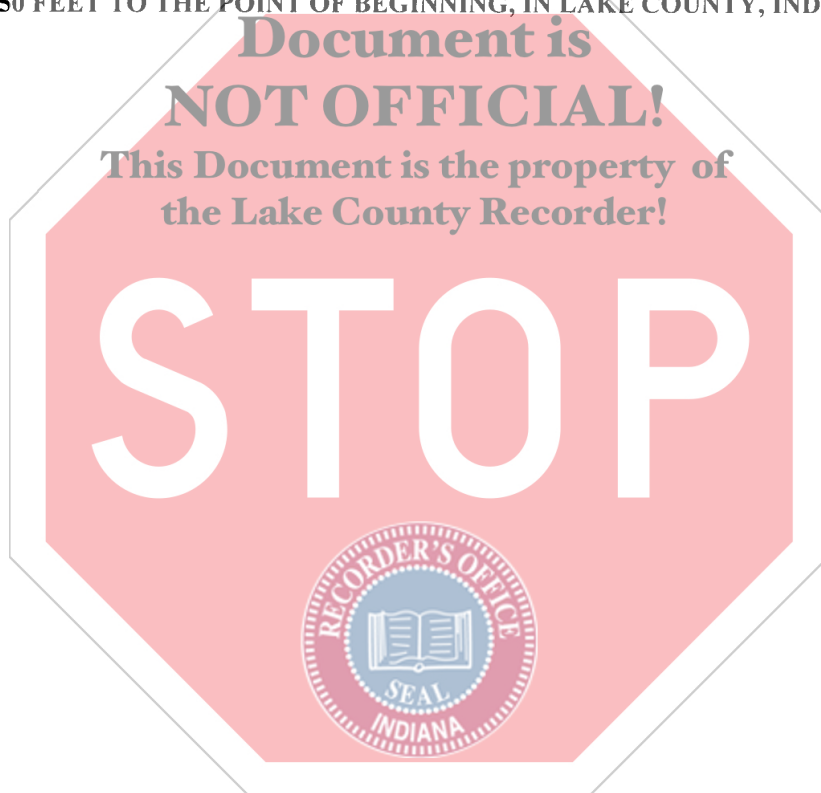 50 FEET TO THE POINT OF BEGINNING, IN LAKE COUNTY, IND
Document is
NOT OFFICIAL!
This Document is the property of
the Lake County Recorder!
STOP
RECORDER'S OFFICE
SEAL
INDIANA